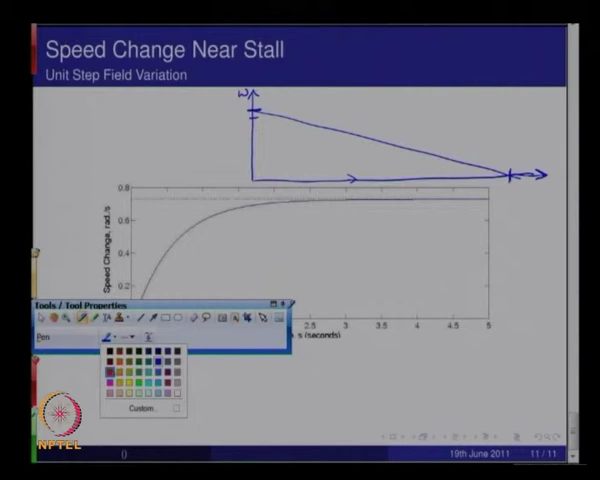 Speed Change Near Stall
Unit Step Field Variation
ω
0.8
0.6
0.4
0.2
Speed Change, rad./s
Tools / Tool Properties
Pen
Custom..
2.5 3 3.5 4 4.5 5
s (seconds)
NPTEL
()
19th June 2011 11 / 11